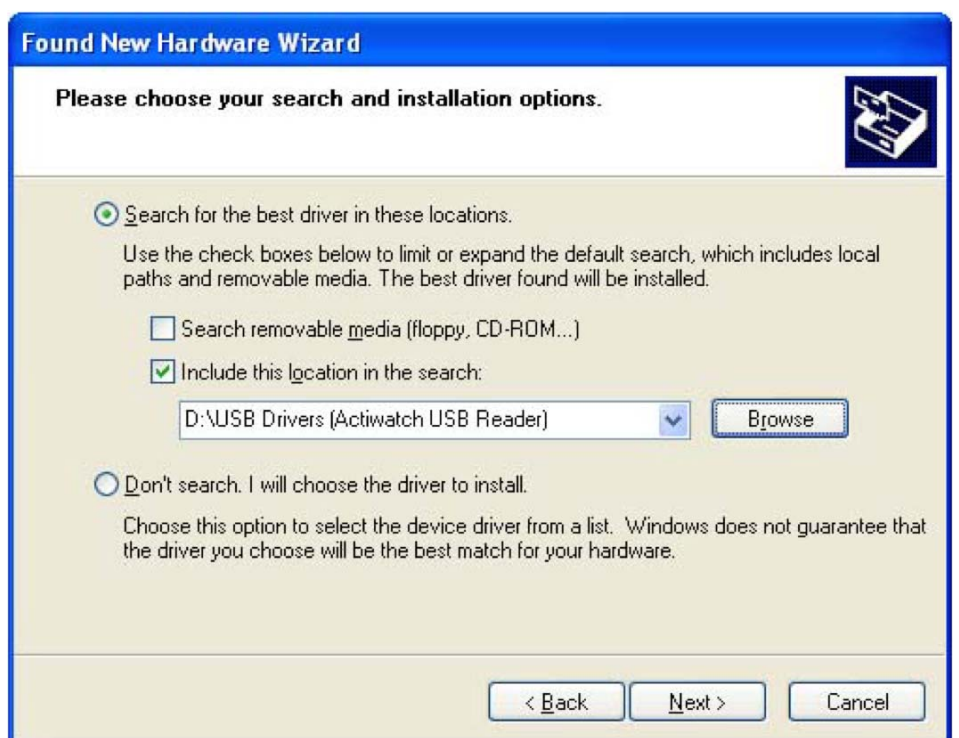 Found New Hardware Wizard
Please choose your search and installation options.
Search for the best driver in these locations.
Use the check boxes below to limit or expand the default search, which includes local
paths and removable media. The best driver found will be installed.
Search removable media (floppy, CD-ROM...)
Include this location in the search:
D:\USB Drivers (Actiwatch USB Reader)
Browse
Don't search. I will choose the driver to install.
Choose this option to select the device driver from a list. Windows does not guarantee that
the driver you choose will be the best match for your hardware.
< Back
Next >
Cancel